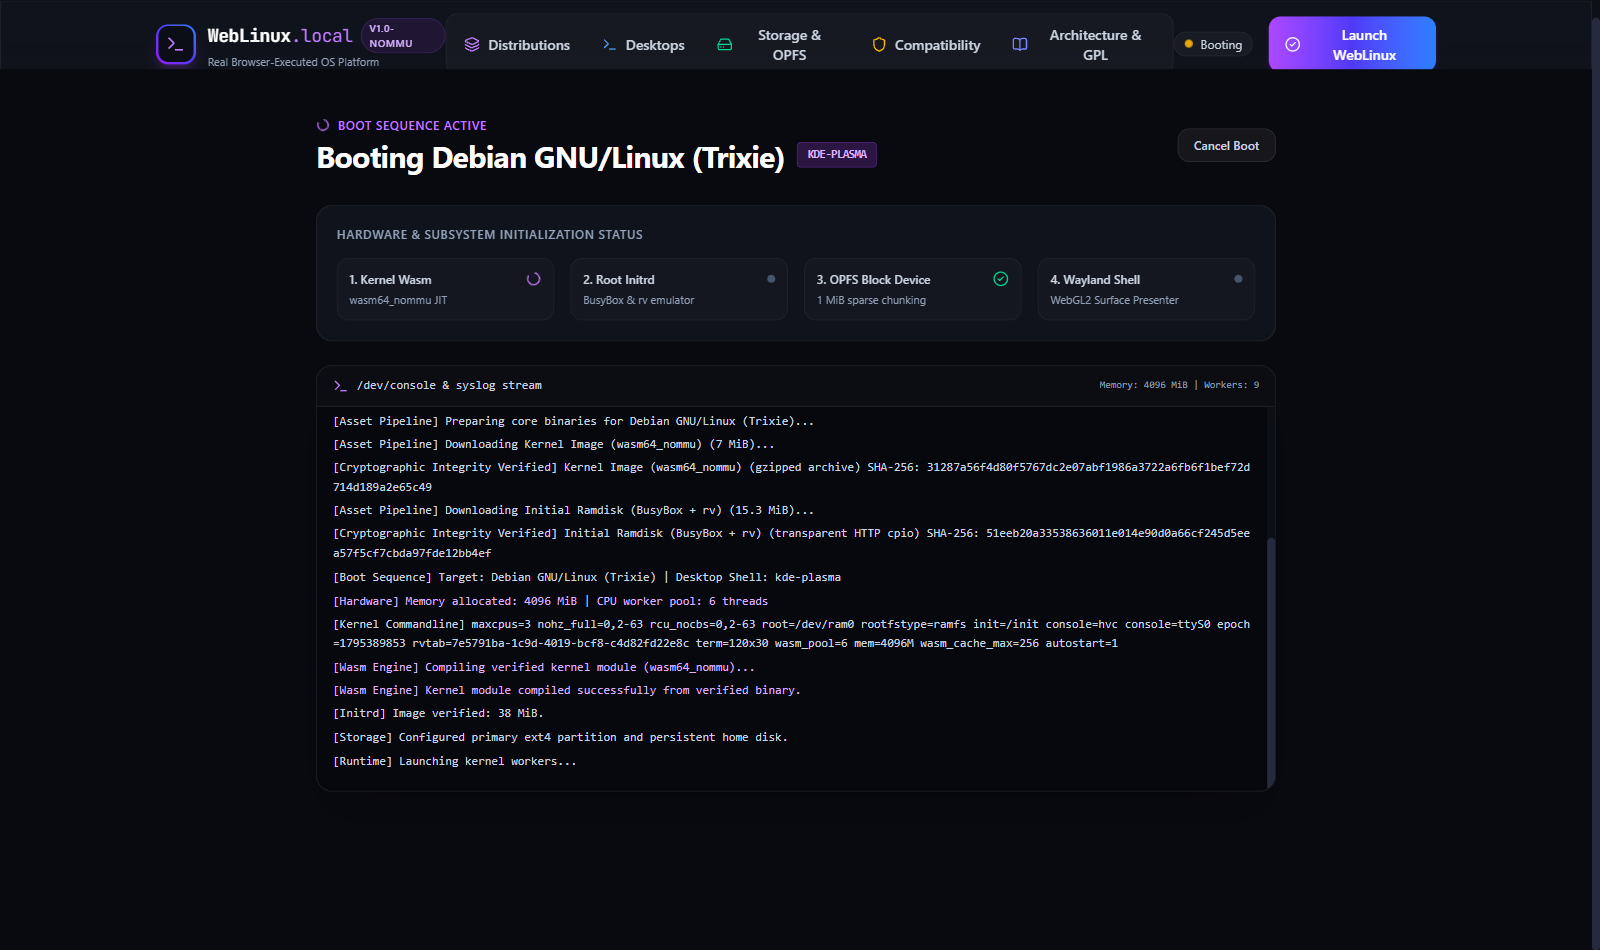 WebLinux.local
V1.0-
NOMMU
Real Browser-Executed OS Platform
Distributions
Desktops
Storage &
OPFS
Compatibility
Architecture &
GPL
Booting
Launch
WebLinux
BOOT SEQUENCE ACTIVE
Booting Debian GNU/Linux (Trixie)
KDE-PLASMA
Cancel Boot
HARDWARE & SUBSYSTEM INITIALIZATION STATUS
1. Kernel Wasm
wasm64_nommu JIT
2. Root Initrd
BusyBox & rv emulator
3. OPFS Block Device
1 MiB sparse chunking
4. Wayland Shell
WebGL2 Surface Presenter
/dev/console & syslog stream
Memory: 4096 MiB | Workers: 9
[Asset Pipeline] Preparing core binaries for Debian GNU/Linux (Trixie)...
[Asset Pipeline] Downloading Kernel Image (wasm64_nommu) (7 MiB)...
[Cryptographic Integrity Verified] Kernel Image (wasm64_nommu) (gzipped archive) SHA-256: 31287a56f4d80f5767dc2e07abf1986a3722a6fb6f1bef72d
714d189a2e65c49
[Asset Pipeline] Downloading Initial Ramdisk (BusyBox + rv) (15.3 MiB)...
[Cryptographic Integrity Verified] Initial Ramdisk (BusyBox + rv) (transparent HTTP cpio) SHA-256: 51eeb20a33538636011e014e90d0a66cf245d5ee
a57f5cf7cbda97fde12bb4ef
[Boot Sequence] Target: Debian GNU/Linux (Trixie) | Desktop Shell: kde-plasma
[Hardware] Memory allocated: 4096 MiB | CPU worker pool: 6 threads
[Kernel Commandline] maxcpus=3 nohz_full=0,2-63 rcu_nocbs=0,2-63 root=/dev/ram0 rootfstype=ramfs init=/init console=hvc console=ttyS0 epoch
=1795389853 rvtab=7e5791ba-1c9d-4019-bcf8-c4d82fd22e8c term=120x30 wasm_pool=6 mem=4096M wasm_cache_max=256 autostart=1
[Wasm Engine] Compiling verified kernel module (wasm64_nommu)...
[Wasm Engine] Kernel module compiled successfully from verified binary.
[Initrd] Image verified: 38 MiB.
[Storage] Configured primary ext4 partition and persistent home disk.
[Runtime] Launching kernel workers...